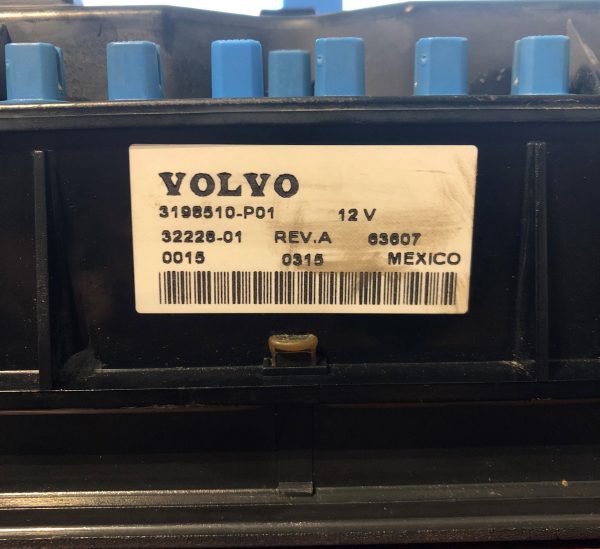 VOLVO
3198510-P01 12 V
32228-01 REV.A 63607
0015 0315 MEXICO